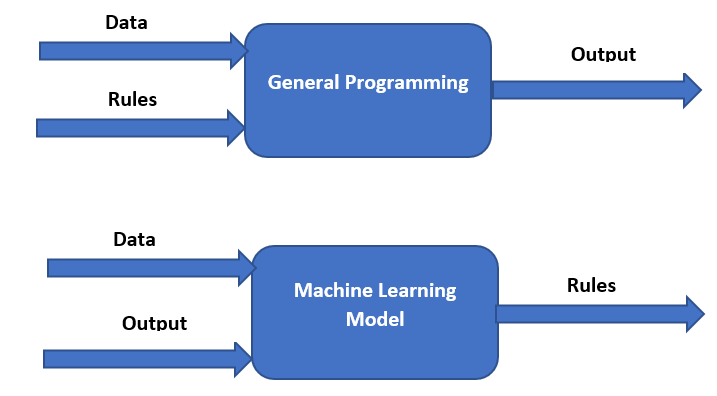 Data
Output
General Programming
Rules
Data
Machine Learning
Model
Rules
Output